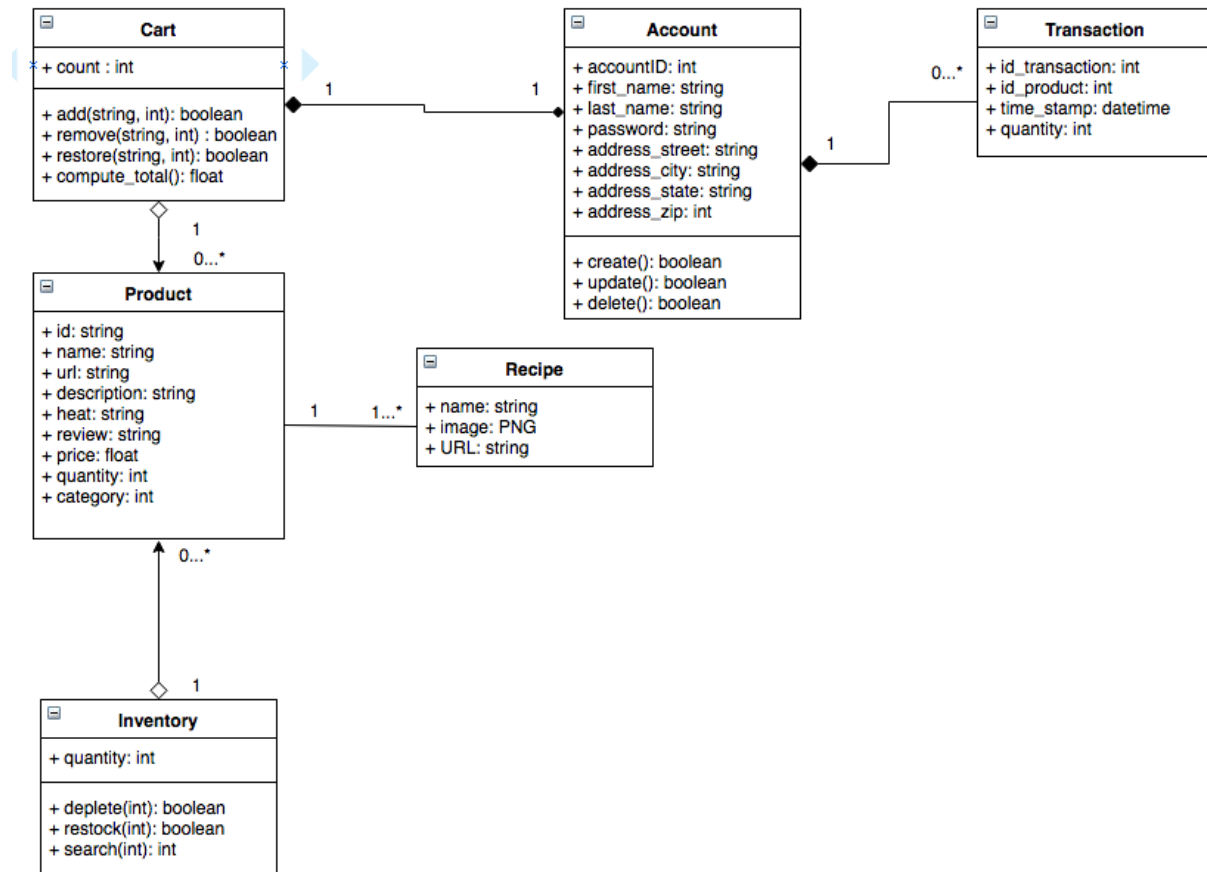 Cart
+ count : int
+ add(string, int): boolean
+ remove(string, int) : boolean
+ restore(string, int): boolean
+ compute_total(): float
1
1
Account
+ accountID: int
+ first_name: string
+ last_name: string
+ password: string
+ address_street: string
+ address_city: string
+ address_state: string
+ address_zip: int
+ create(): boolean
+ update(): boolean
+ delete(): boolean
1
0...*
Transaction
+ id_transaction: int
+ id_product: int
+ time_stamp: datetime
+ quantity: int
1
0...*
Product
+ id: string
+ name: string
+ url: string
+ description: string
+ heat: string
+ review: string
+ price: float
+ quantity: int
+ category: int
1
1...*
Recipe
+ name: string
+ image: PNG
+ URL: string
0...*
1
Inventory
+ quantity: int
+ deplete(int): boolean
+ restock(int): boolean
+ search(int): int